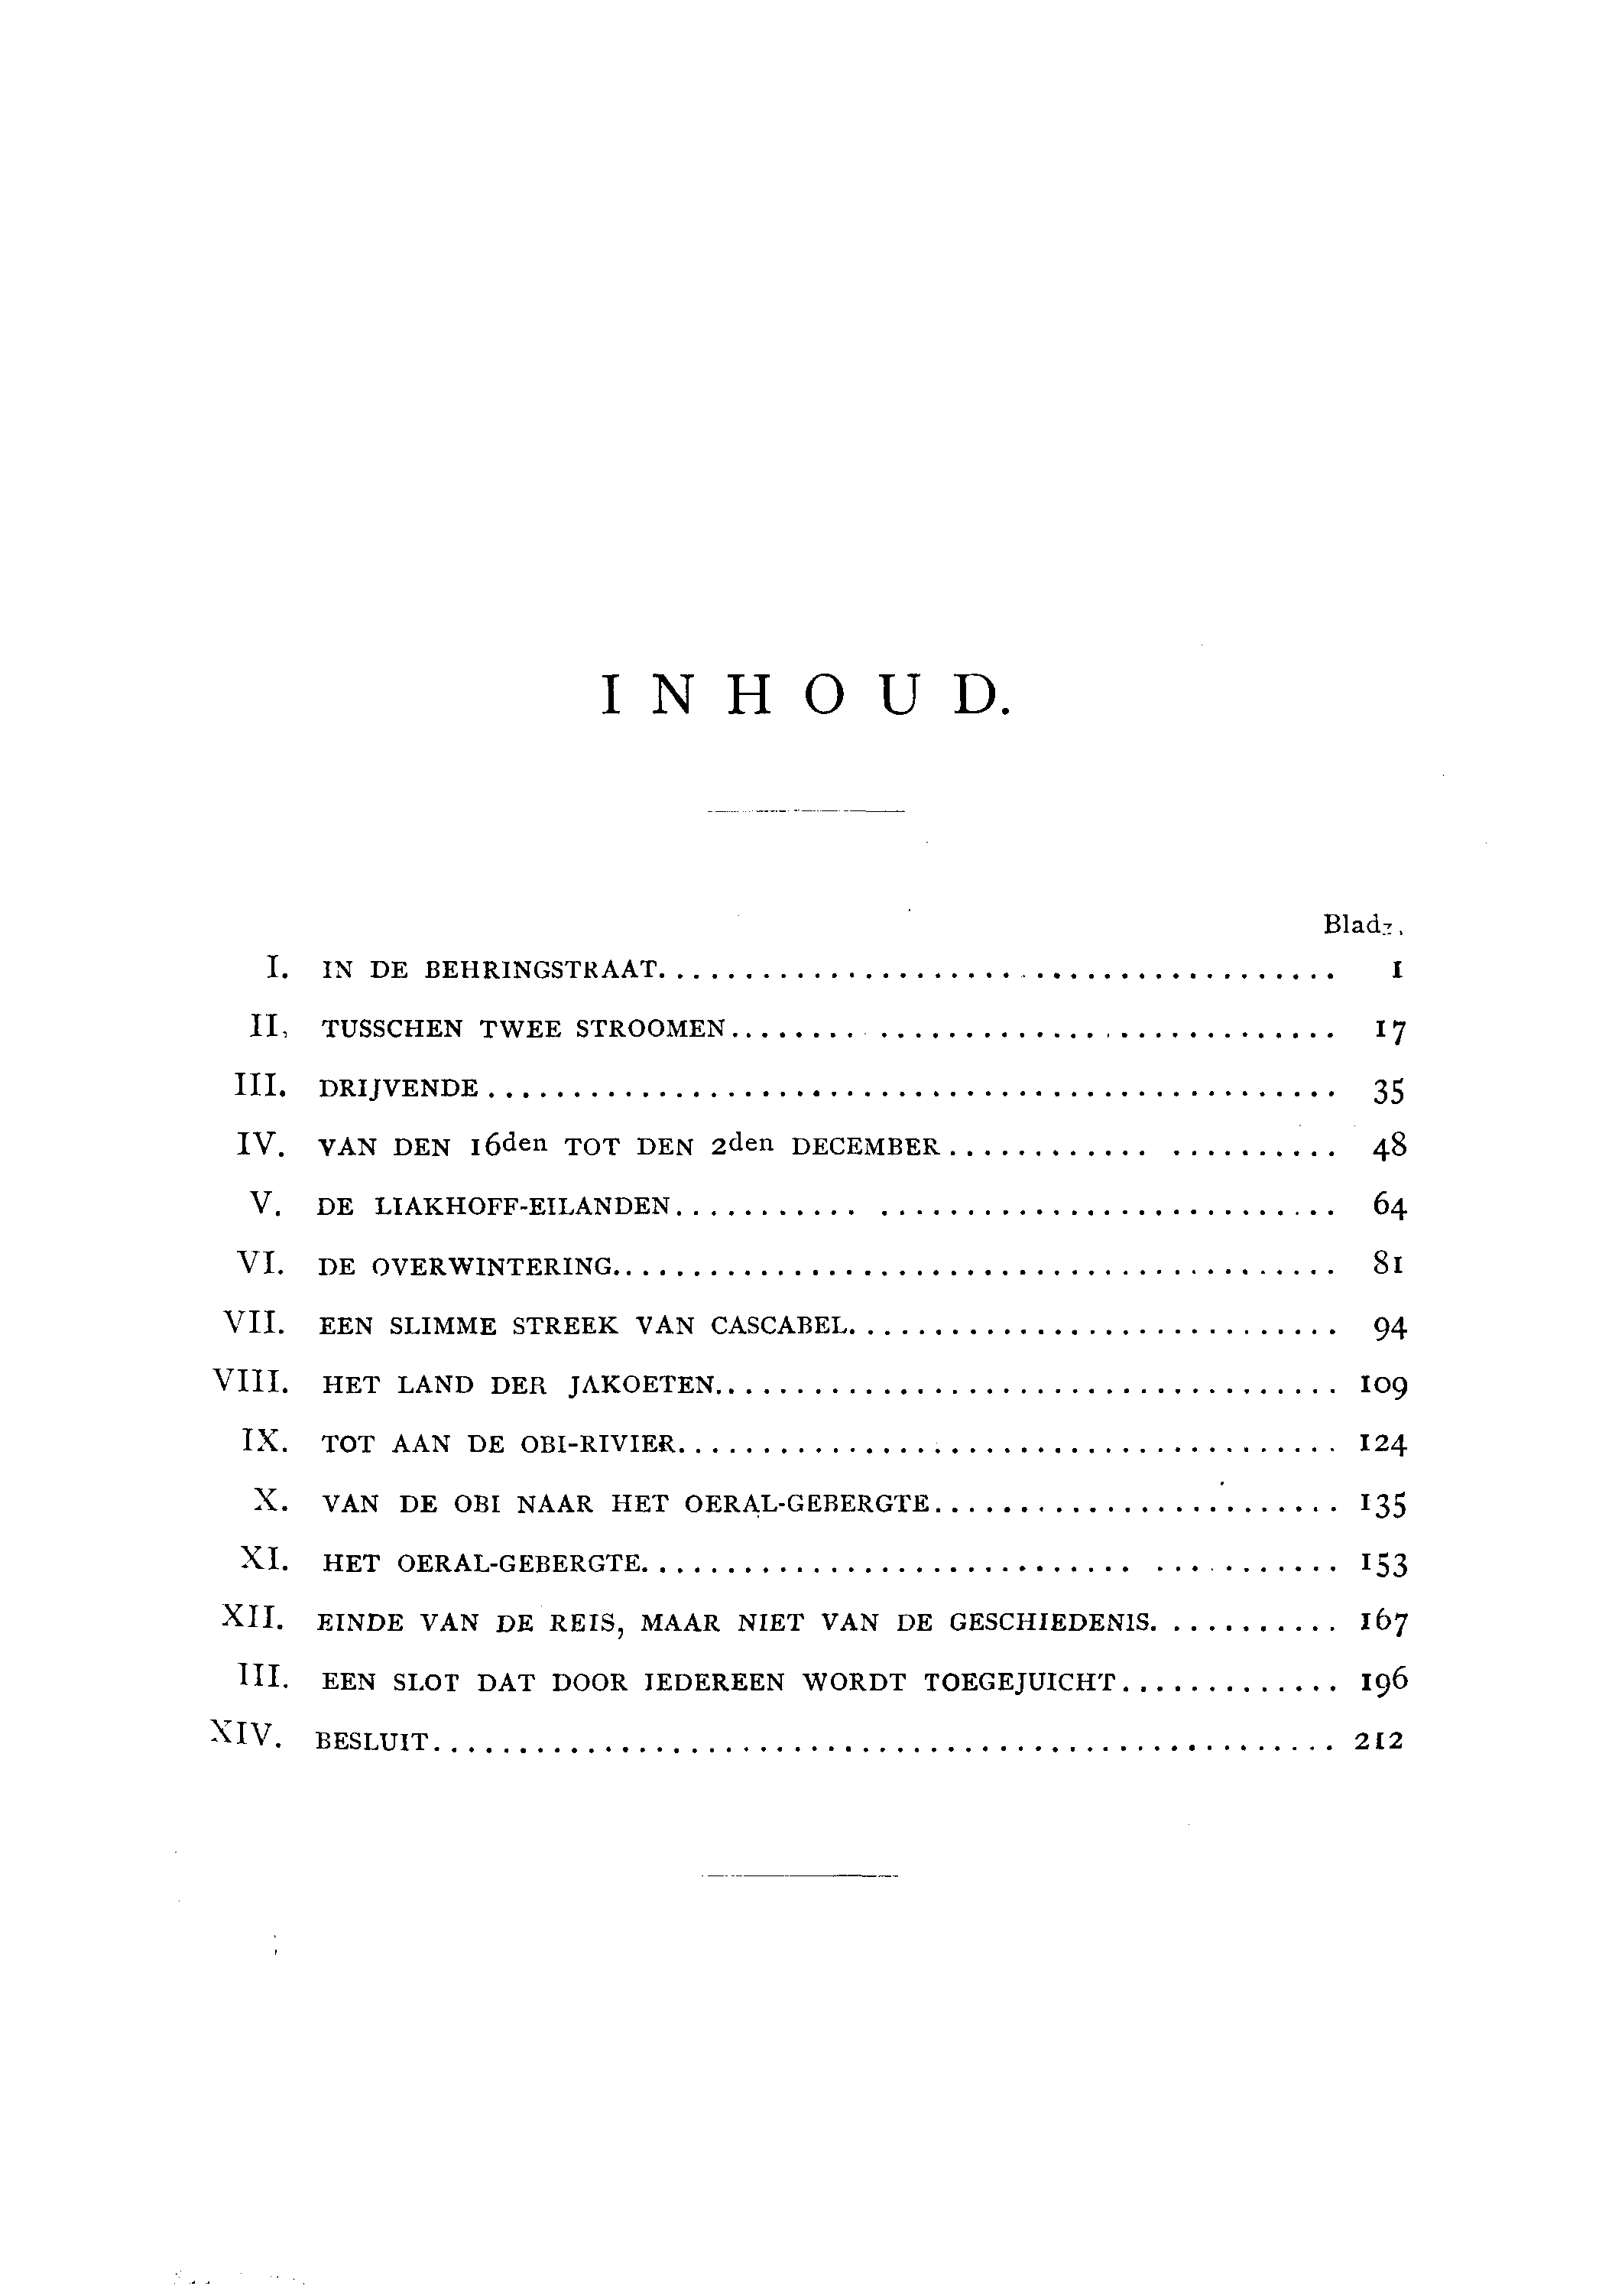 INHOUD.
Bladz.
I. IN DE BEHRINGSTRAAT. 1
II. TUSSCHEN TWEE STROOMEN. 17
III. DRIJVENDE. 35
IV. VAN DEN 16den TOT DEN 2den DECEMBER. 48
V. DE LIAKHOFF-EILANDEN. 64
VI. DE OVERWINTERING. 81
VII. EEN SLIMME STREEK VAN CASCABEL. 94
VIII. HET LAND DER JAKOETEN. 109
IX. TOT AAN DE OBI-RIVIER. 124
X. VAN DE OBI NAAR HET OERAL-GEBERGTE. 135
XI. HET OERAL-GEBERGTE. 153
XII. EINDE VAN DE REIS, MAAR NIET VAN DE GESCHIEDENIS. 167
III. EEN SLOT DAT DOOR IEDEREEN WORDT TOEGEJUICHT. 196
XIV. BESLUIT. 212